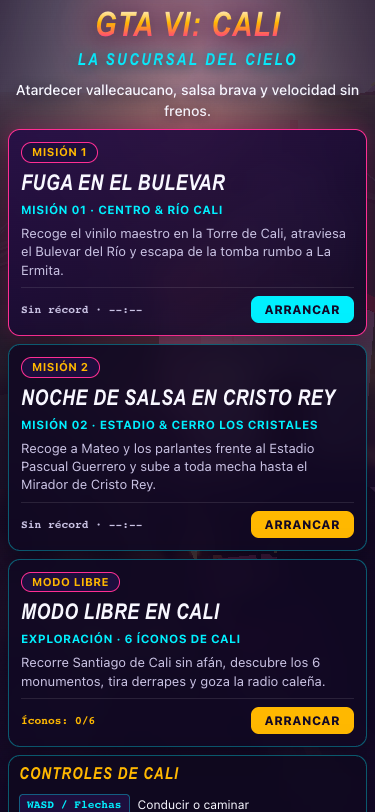 GTA VI: CALI
LA SUCURSAL DEL CIELO
Atardecer vallecaucano, salsa brava y velocidad sin
frenos.
MISIÓN 1
FUGA EN EL BULEVAR
MISIÓN 01 · CENTRO & RÍO CALI
Recoge el vinilo maestro en la Torre de Cali, atraviesa
el Bulevar del Río y escapa de la tomba rumbo a La
Ermita.
Sin récord · --:--
ARRANCAR
MISIÓN 2
NOCHE DE SALSA EN CRISTO REY
MISIÓN 02 · ESTADIO & CERRO LOS CRISTALES
Recoge a Mateo y los parlantes frente al Estadio
Pascual Guerrero y sube a toda mecha hasta el
Mirador de Cristo Rey.
Sin récord · --:--
ARRANCAR
MODO LIBRE
MODO LIBRE EN CALI
EXPLORACIÓN · 6 ÍCONOS DE CALI
Recorre Santiago de Cali sin afán, descubre los 6
monumentos, tira derrapes y goza la radio caleña.
Íconos: 0/6
ARRANCAR
CONTROLES DE CALI
WASD / Flechas Conducir o caminar